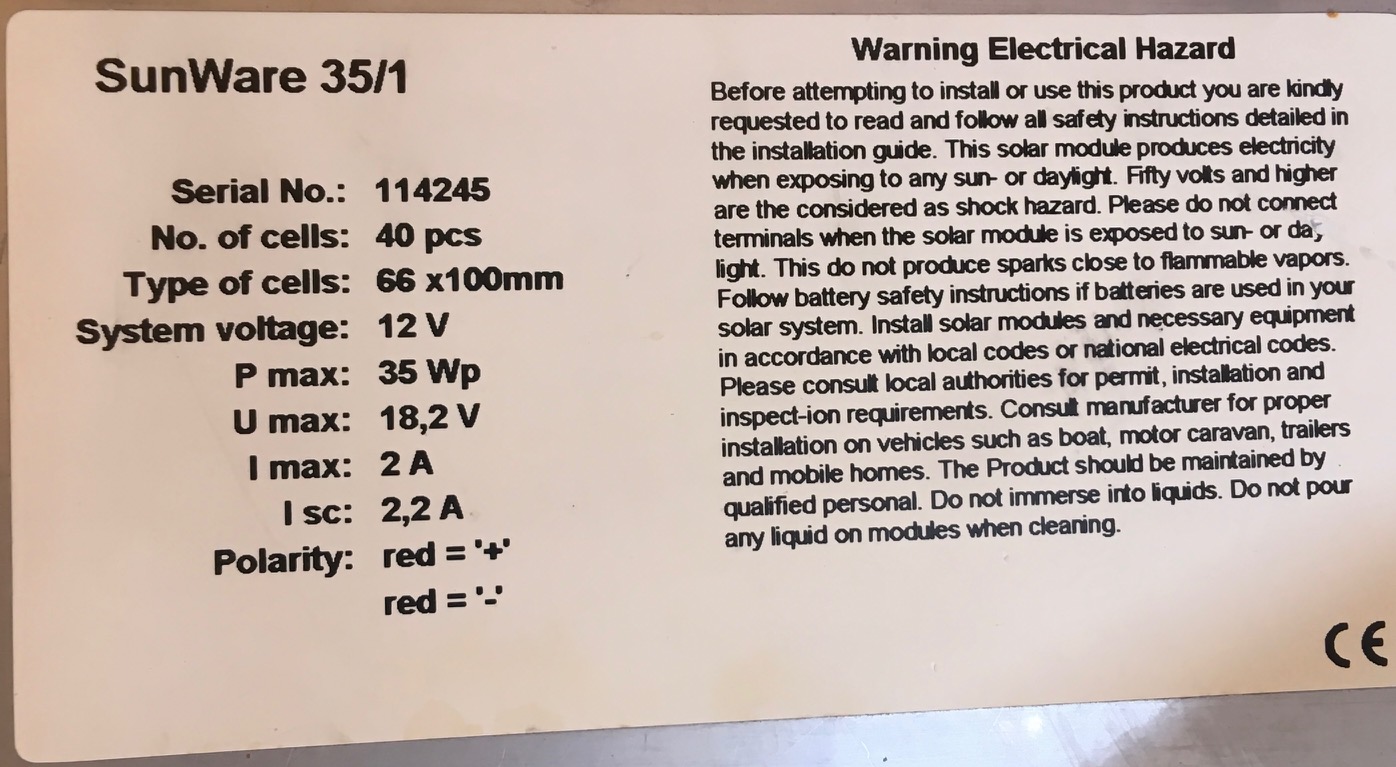 SunWare 35/1
Serial No.: 114245
No. of cells: 40 pcs
Type of cells: 66 x100mm
System voltage: 12 V
P max: 35 Wp
U max: 18,2 V
I max: 2 A
I sc: 2,2 A
Polarity: red = '+'
red = '-'
Warning Electrical Hazard
Before attempting to install or use this product you are kindly
requested to read and follow all safety instructions detailed in
the installation guide. This solar module produces electricity
when exposing to any sun- or daylight. Fifty volts and higher
are the considered as shock hazard. Please do not connect
terminals when the solar module is exposed to sun- or day
light. This do not produce sparks close to flammable vapors.
Follow battery safety instructions if batteries are used in your
solar system. Install solar modules and necessary equipment
in accordance with local codes or national electrical codes.
Please consult local authorities for permit, installation and
inspect-ion requirements. Consult manufacturer for proper
installation on vehicles such as boat, motor caravan, trailers
and mobile homes. The Product should be maintained by
qualified personal. Do not immerse into liquids. Do not pour
any liquid on modules when cleaning.
CE